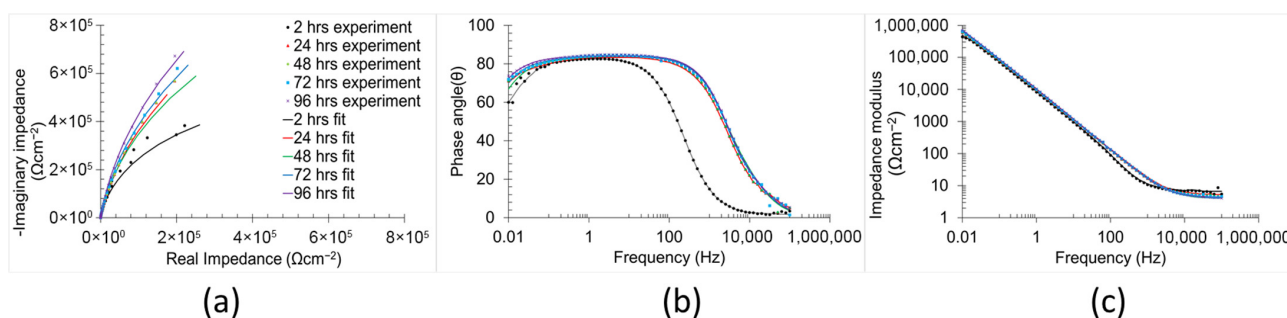 8×10⁵
6×10⁵
4×10⁵
2×10⁵
0×10⁰
-Imaginary impedance
(Ωcm⁻²)
0×10⁰ 2×10⁵ 4×10⁵ 6×10⁵ 8×10⁵
Real Impedance (Ωcm⁻²)
2 hrs experiment
24 hrs experiment
48 hrs experiment
72 hrs experiment
96 hrs experiment
2 hrs fit
24 hrs fit
48 hrs fit
72 hrs fit
96 hrs fit
(a)
100
80
60
40
20
0
Phase angle(θ)
0.01 1 100 10,000 1,000,000
Frequency (Hz)
(b)
1,000,000
100,000
10,000
1000
100
10
1
Impedance modulus
(Ωcm⁻²)
0.01 1 100 10,000 1,000,000
Frequency (Hz)
(c)